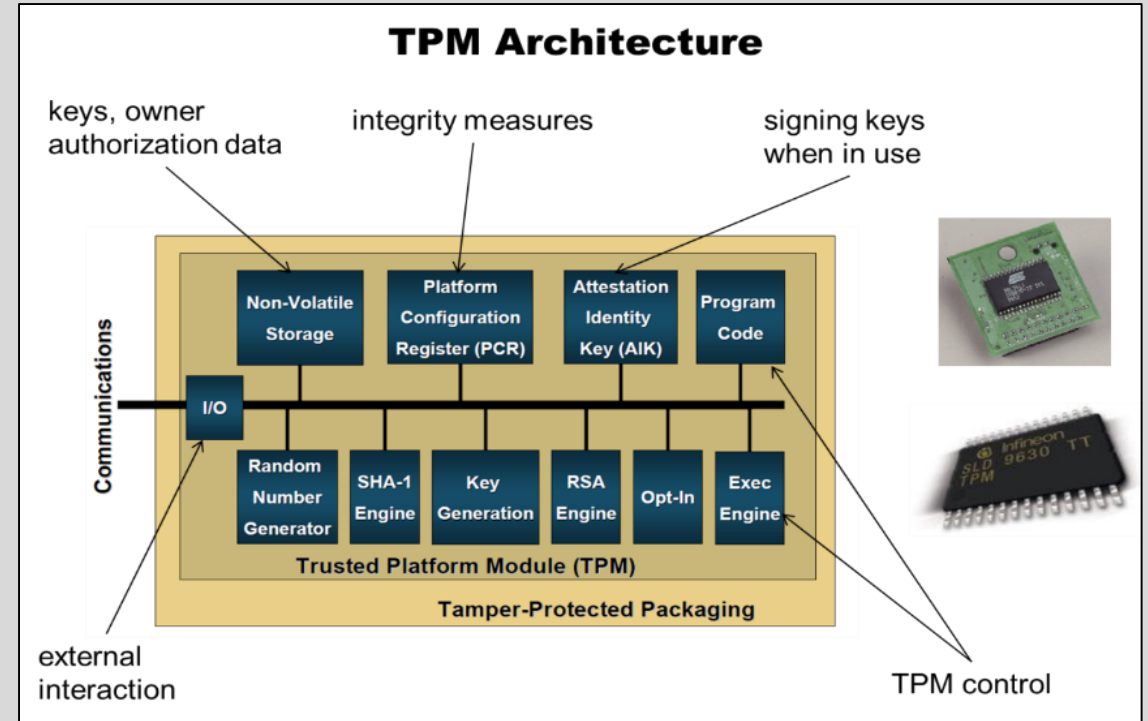 TPM Architecture
keys, owner
authorization data
integrity measures
signing keys
when in use
Non-Volatile
Storage
Platform
Configuration
Register (PCR)
Attestation
Identity
Key (AIK)
Program
Code
Communications
I/O
Random
Number
Generator
SHA-1
Engine
Key
Generation
RSA
Engine
Opt-In
Exec
Engine
Trusted Platform Module (TPM)
Tamper-Protected Packaging
external
interaction
TPM control
Infineon
SLD 9630 TT
TPM